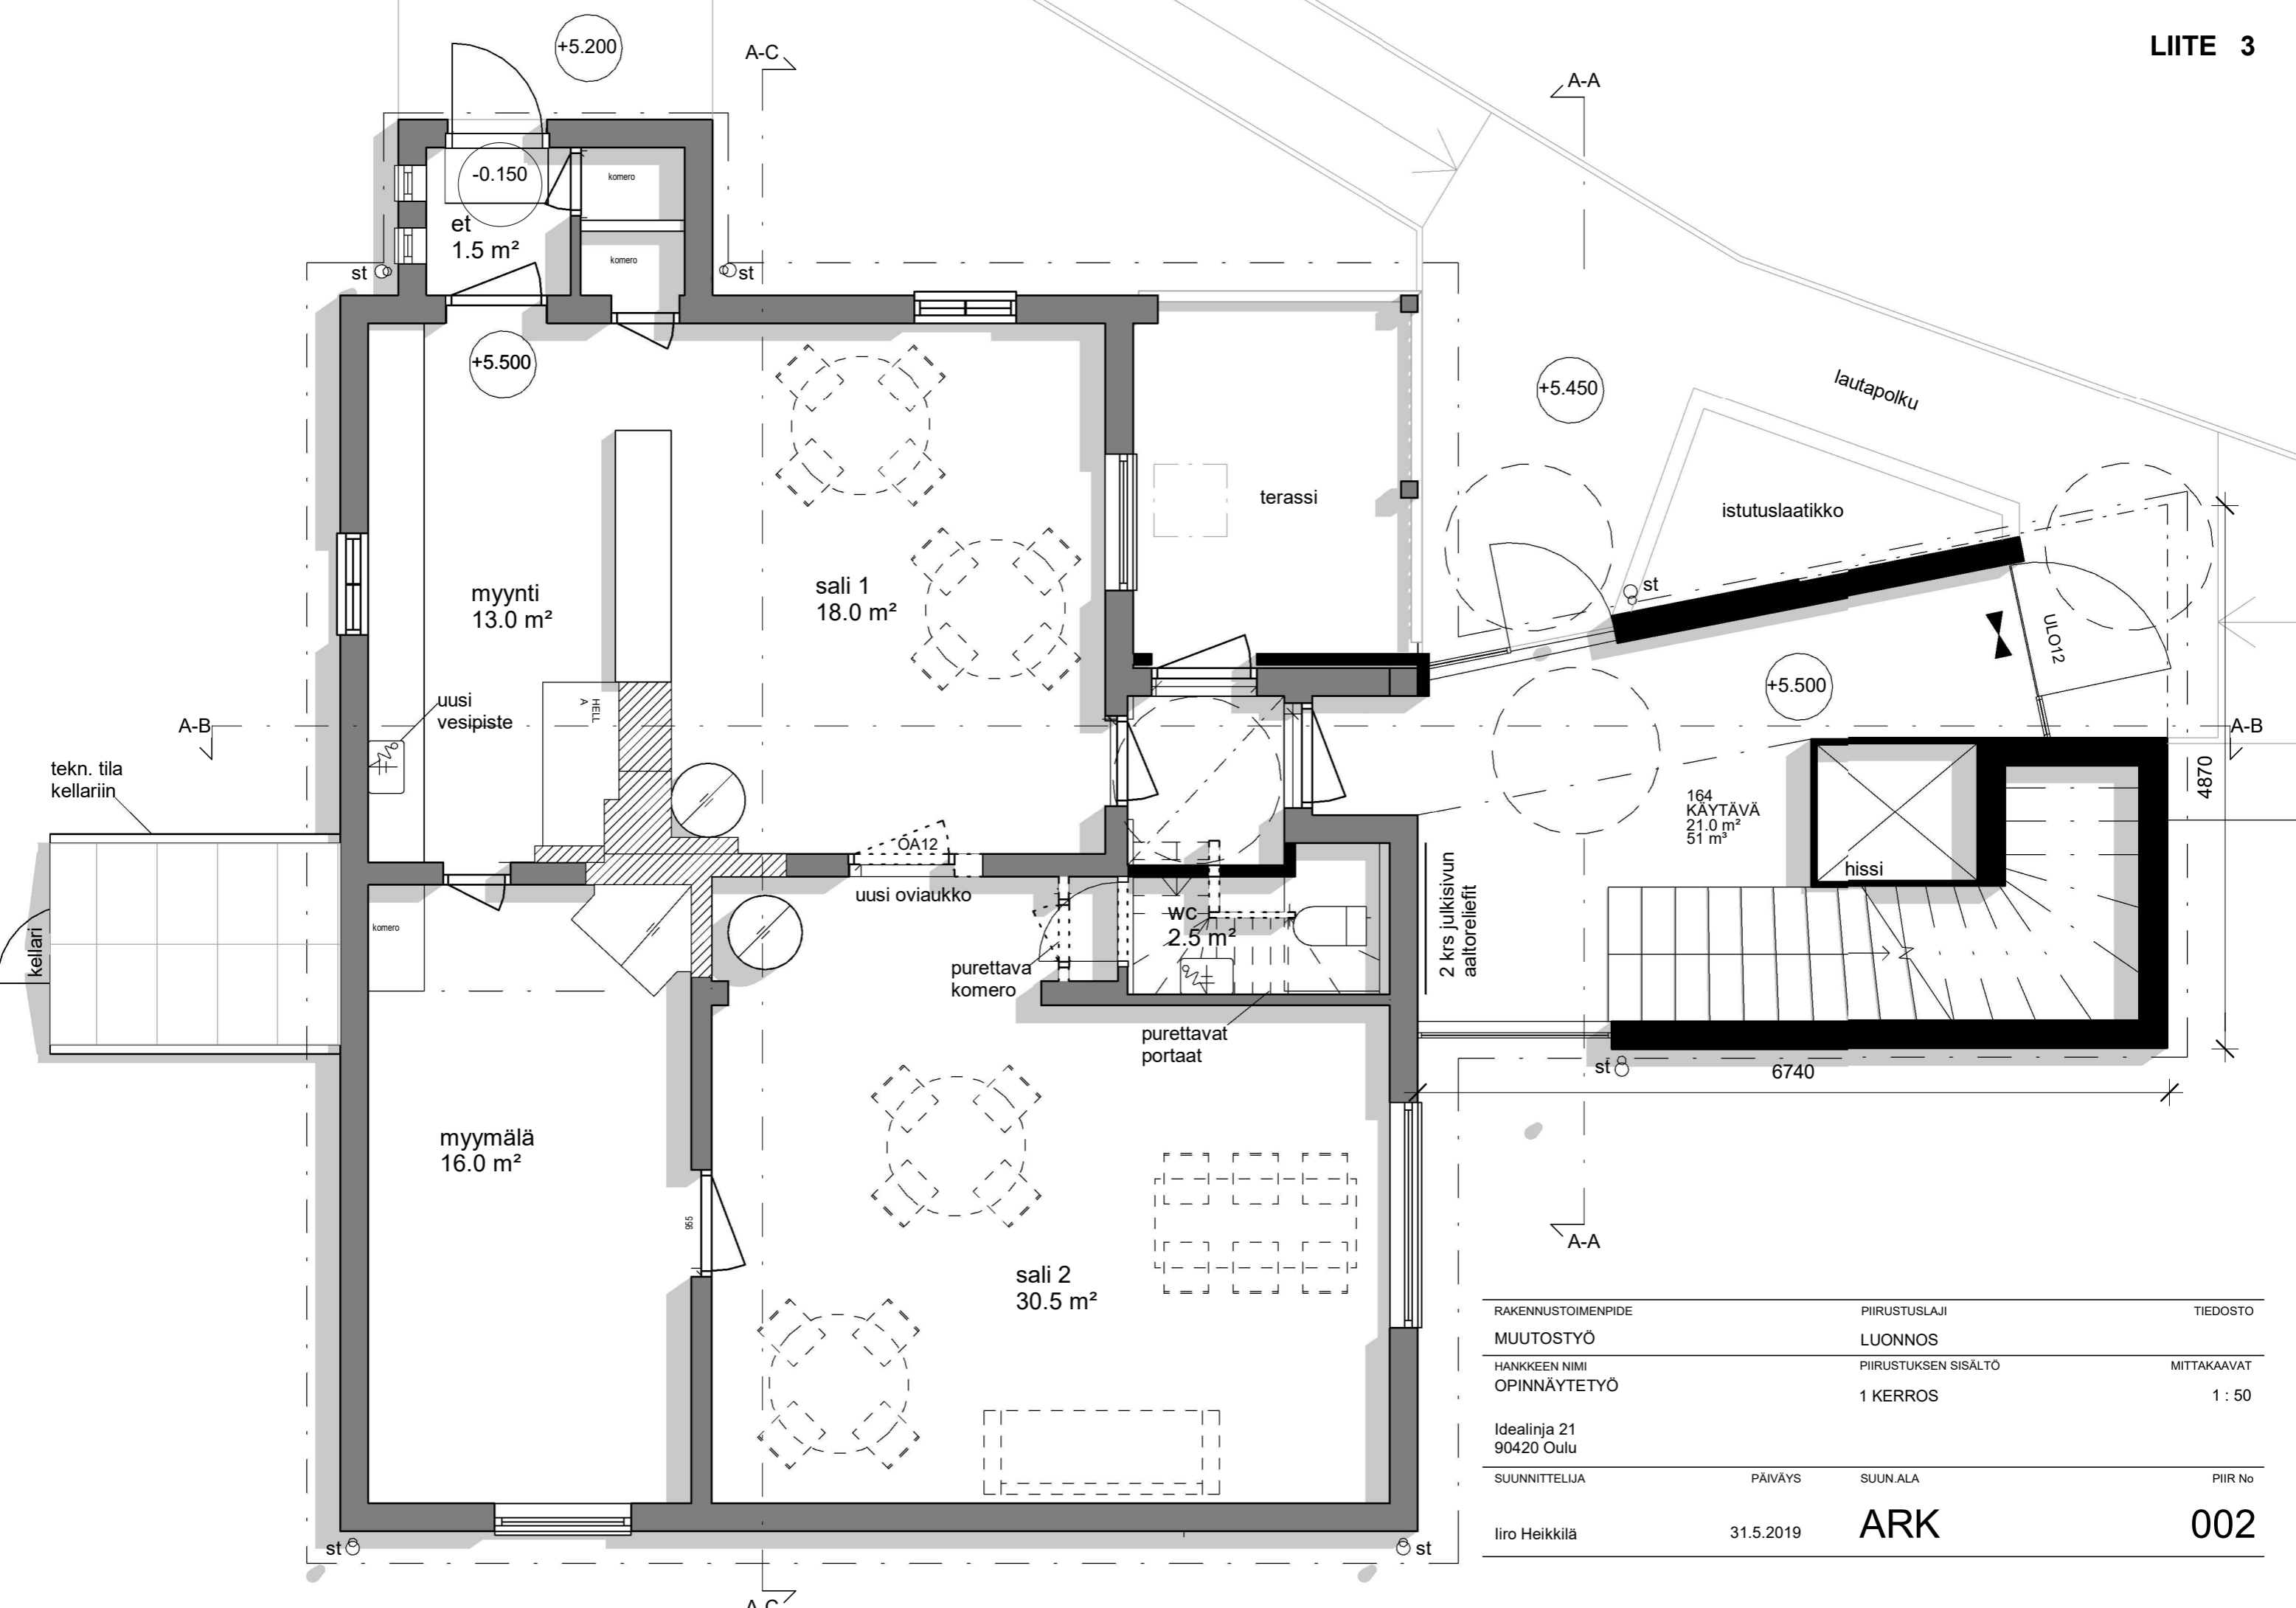 LIITE 3
+5.200
A-C
A-A
-0.150
komero
et
1.5 m²
komero
st
st
+5.500
+5.450
lautapolku
terassi
istutuslaatikko
myynti
13.0 m²
sali 1
18.0 m²
st
ULO12
+5.500
HELL
A
uusi
vesipiste
A-B
A-B
tekn. tila
kellariin
4870
164
KÄYTÄVÄ
21.0 m²
51 m³
OA12
hissi
uusi oviaukko
wc
2.5 m²
2 krs julkisivun
aaltoreliefit
komero
kellari
purettava
komero
purettavat
portaat
st
6740
myymälä
16.0 m²
955
A-A
sali 2
30.5 m²
st
st
A-C
RAKENNUSTOIMENPIDE
PIIRUSTUSLAJI
TIEDOSTO
MUUTOSTYÖ
LUONNOS
HANKKEEN NIMI
PIIRUSTUKSEN SISÄLTÖ
MITTAKAAVAT
OPINNÄYTETYÖ
1 KERROS
1 : 50
Idealinja 21
90420 Oulu
SUUNNITTELIJA
PÄIVÄYS
SUUN.ALA
PIIR No
Iiro Heikkilä
31.5.2019
ARK
002